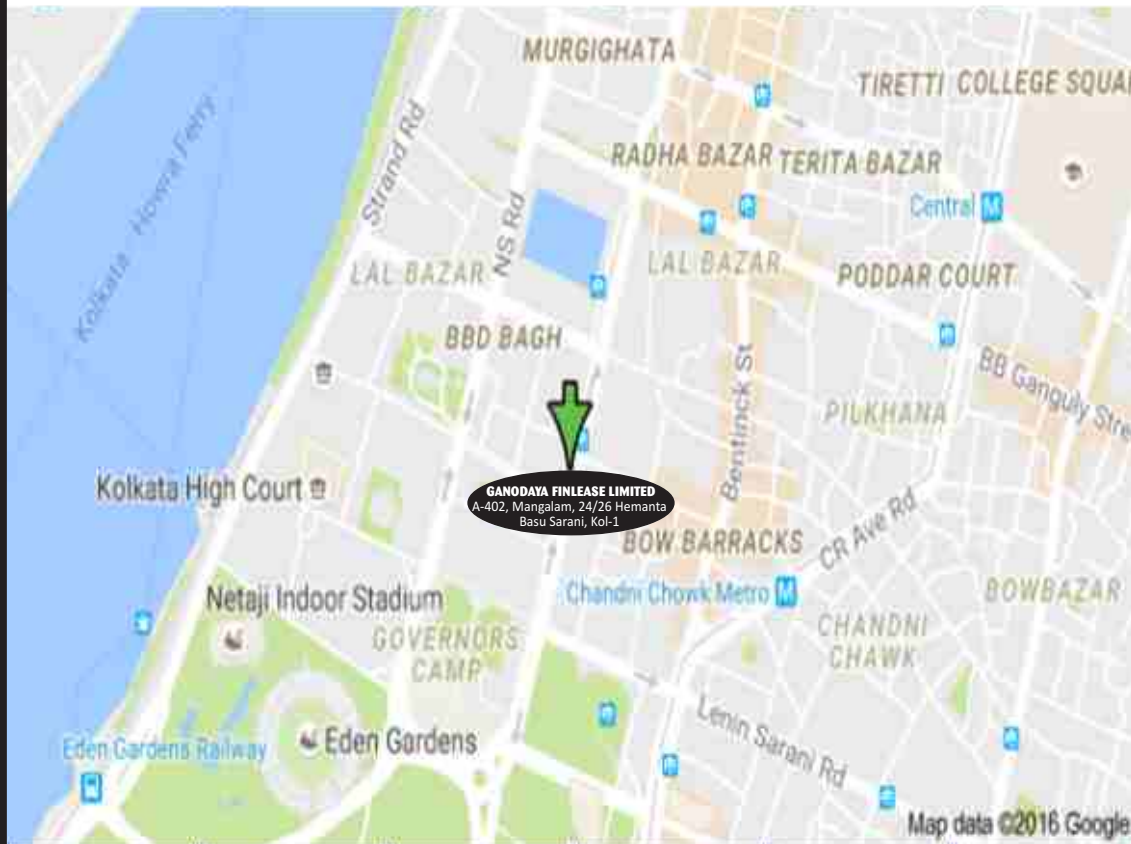 MURGIGHATA
TIRETTI COLLEGE SQUA
Strand Rd
RADHA BAZAR
TERITA BAZAR
Kolkata - Howra Ferry
NS Rd
Central M
LAL BAZAR
LAL BAZAR
PODDAR COURT
BBD BAGH
BB Ganguly Stre
Bentinck St
PILKHANA
Kolkata High Court
GANODAYA FINLEASE LIMITED
A-402, Mangalam, 24/26 Hemanta
Basu Sarani, Kol-1
BOW BARRACKS
CR Ave Rd
Chandni Chowk Metro M
BOWBAZAR
Netaji Indoor Stadium
GOVERNORS
CAMP
CHANDNI
CHAWK
Lenin Sarani Rd
Eden Gardens Railway
Eden Gardens
Map data ©2016 Google